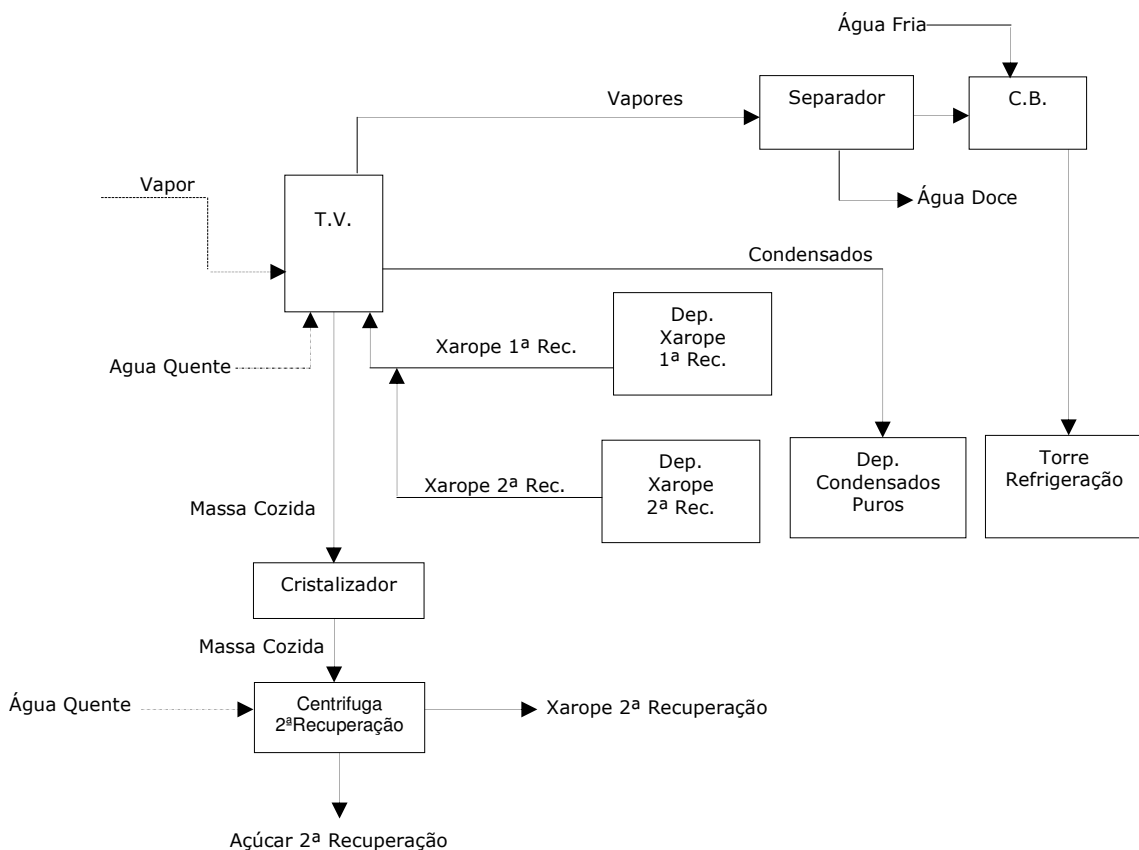 Água Fria
Vapores
Separador
C.B.
Vapor
T.V.
Água Doce
Condensados
Dep.
Xarope
1ª Rec.
Xarope 1ª Rec.
Agua Quente
Dep.
Xarope
2ª Rec.
Xarope 2ª Rec.
Dep.
Condensados
Puros
Torre
Refrigeração
Massa Cozida
Cristalizador
Massa Cozida
Água Quente
Centrifuga
2ªRecuperação
Xarope 2ª Recuperação
Açúcar 2ª Recuperação